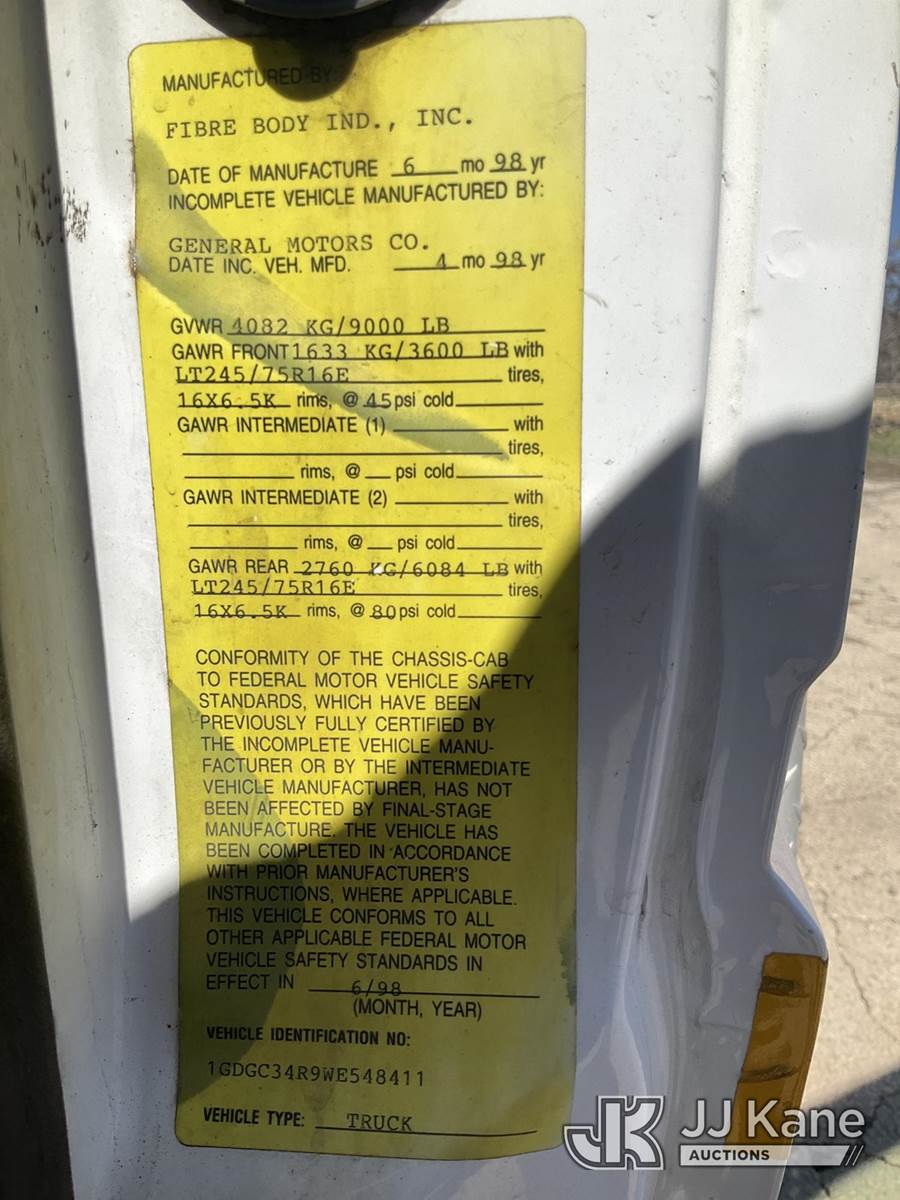 MANUFACTURED BY:
FIBRE BODY IND., INC.
DATE OF MANUFACTURE 6 mo 98 yr
INCOMPLETE VEHICLE MANUFACTURED BY:
GENERAL MOTORS CO.
DATE INC. VEH. MFD. 4 mo 98 yr
GVWR 4082 KG/9000 LB
GAWR FRONT 1633 KG/3600 LB with
LT245/75R16E tires,
16X6.5K rims, @ 45 psi cold
GAWR INTERMEDIATE (1) with
tires,
rims, @ psi cold
GAWR INTERMEDIATE (2) with
tires,
rims, @ psi cold
GAWR REAR 2760 KG/6084 LB with
LT245/75R16E tires,
16X6.5K rims, @ 80 psi cold
CONFORMITY OF THE CHASSIS-CAB
TO FEDERAL MOTOR VEHICLE SAFETY
STANDARDS, WHICH HAVE BEEN
PREVIOUSLY FULLY CERTIFIED BY
THE INCOMPLETE VEHICLE MANU-
FACTURER OR BY THE INTERMEDIATE
VEHICLE MANUFACTURER, HAS NOT
BEEN AFFECTED BY FINAL-STAGE
MANUFACTURE. THE VEHICLE HAS
BEEN COMPLETED IN ACCORDANCE
WITH PRIOR MANUFACTURER'S
INSTRUCTIONS, WHERE APPLICABLE.
THIS VEHICLE CONFORMS TO ALL
OTHER APPLICABLE FEDERAL MOTOR
VEHICLE SAFETY STANDARDS IN
EFFECT IN 6/98
(MONTH, YEAR)
VEHICLE IDENTIFICATION NO:
1GDGC34R9WE548411
VEHICLE TYPE: TRUCK
JK JJ Kane
AUCTIONS